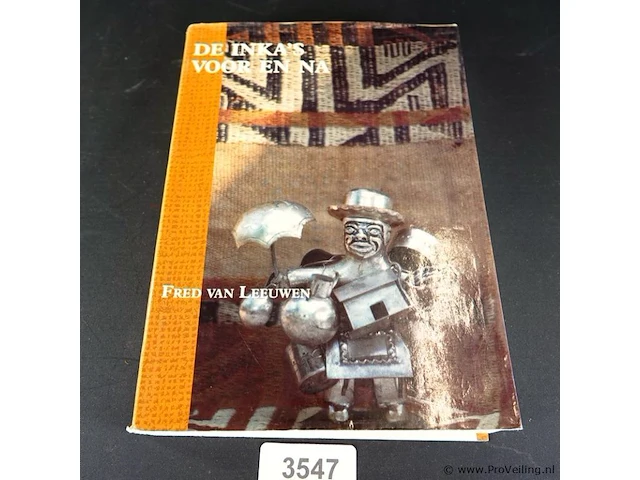 DE INKA'S
VOOR EN NA
FRED VAN LEEUWEN
3547
© www.ProVeiling.nl